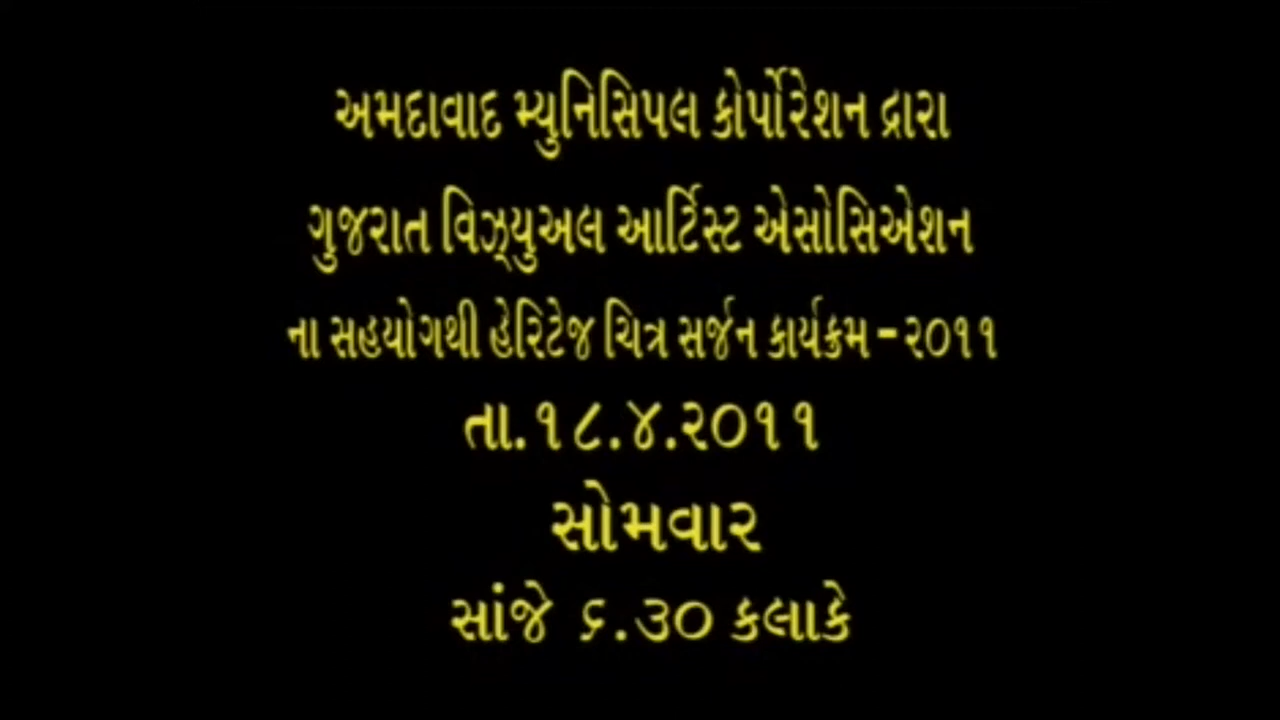 અમદાવાદ મ્યુનિસિપલ કોર્પોરેશન દ્રારા
ગુજરાત વિઝ્યુઅલ આર્ટિસ્ટ એસોસિએશન
ના સહયોગથી હેરિટેજ ચિત્ર સર્જન કાર્યક્રમ - ૨૦૧૧
તા.૧૮.૪.૨૦૧૧
સોમવાર
સાંજે ૬.૩૦ કલાકે